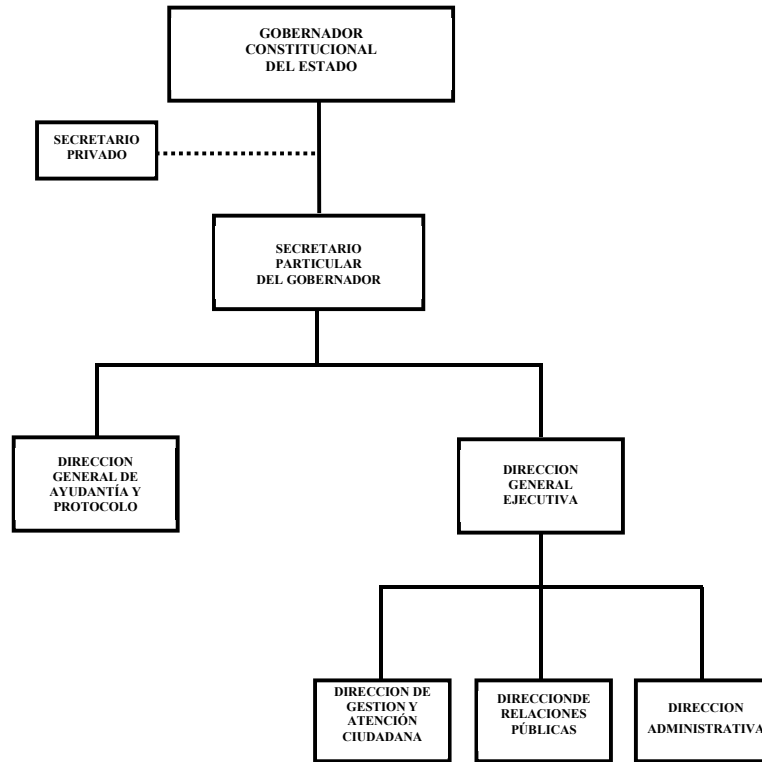 GOBERNADOR
CONSTITUCIONAL
DEL ESTADO
SECRETARIO
PRIVADO
SECRETARIO
PARTICULAR
DEL GOBERNADOR
DIRECCION
GENERAL DE
AYUDANTÍA Y
PROTOCOLO
DIRECCION
GENERAL
EJECUTIVA
DIRECCION DE
GESTION Y
ATENCIÓN
CIUDADANA
DIRECCIONDE
RELACIONES
PÚBLICAS
DIRECCION
ADMINISTRATIVA